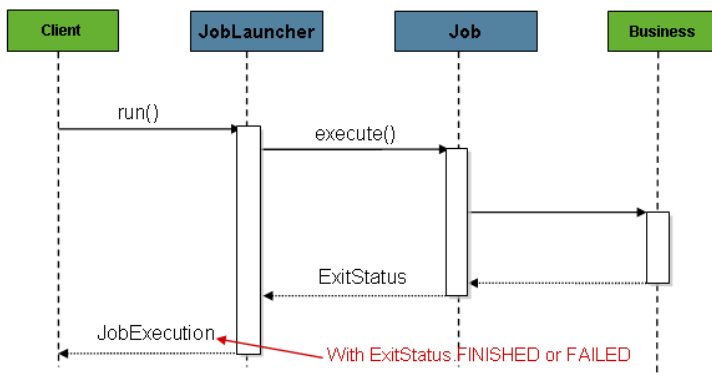 Client
JobLauncher
Job
Business
run()
execute()
ExitStatus
JobExecution
With ExitStatus.FINISHED or FAILED